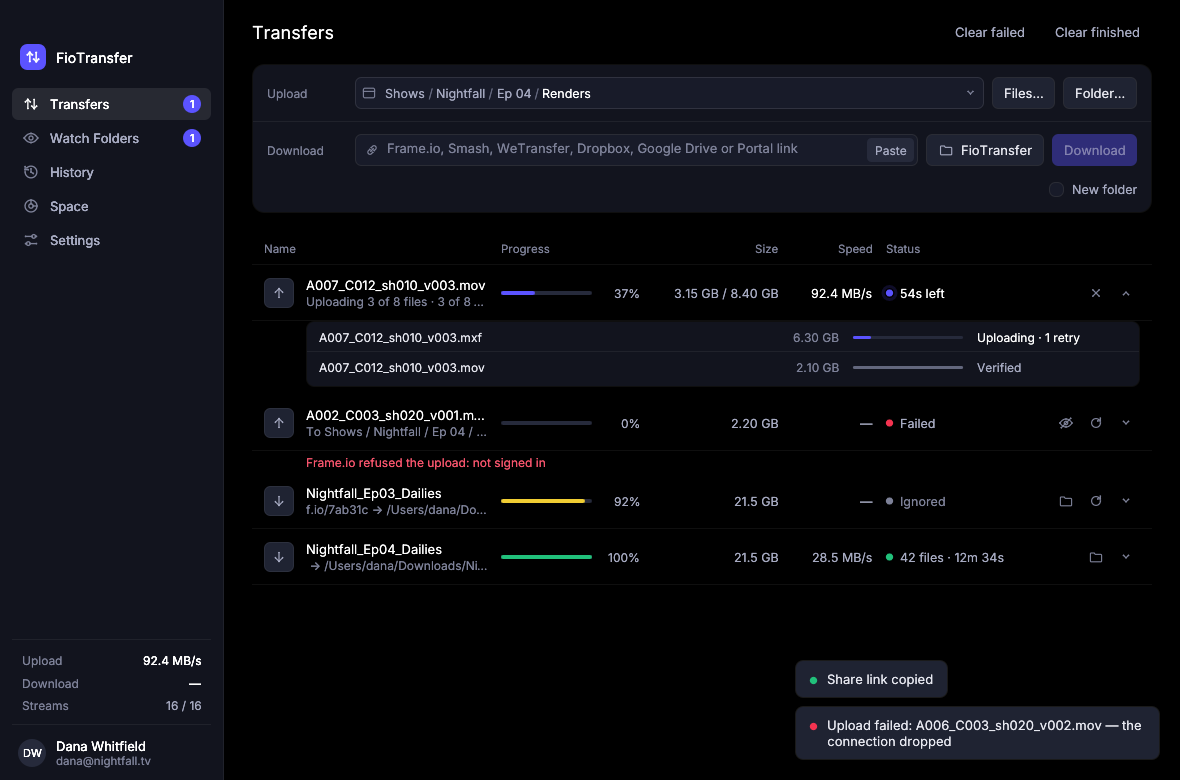 FioTransfer
Transfers 1
Watch Folders 1
History
Space
Settings
Upload 92.4 MB/s
Download —
Streams 16 / 16
DW
Dana Whitfield
dana@nightfall.tv
Transfers
Clear failed Clear finished
Upload Shows / Nightfall / Ep 04 / Renders Files... Folder...
Download Frame.io, Smash, WeTransfer, Dropbox, Google Drive or Portal link Paste FioTransfer Download
New folder
Name Progress Size Speed Status
A007_C012_sh010_v003.mov 37% 3.15 GB / 8.40 GB 92.4 MB/s 54s left
Uploading 3 of 8 files · 3 of 8 ...
A007_C012_sh010_v003.mxf 6.30 GB Uploading · 1 retry
A007_C012_sh010_v003.mov 2.10 GB Verified
A002_C003_sh020_v001.m... 0% 2.20 GB — Failed
To Shows / Nightfall / Ep 04 / ...
Frame.io refused the upload: not signed in
Nightfall_Ep03_Dailies 92% 21.5 GB — Ignored
f.io/7ab31c → /Users/dana/Do...
Nightfall_Ep04_Dailies 100% 21.5 GB 28.5 MB/s 42 files · 12m 34s
→ /Users/dana/Downloads/Ni...
Share link copied
Upload failed: A006_C003_sh020_v002.mov — the
connection dropped